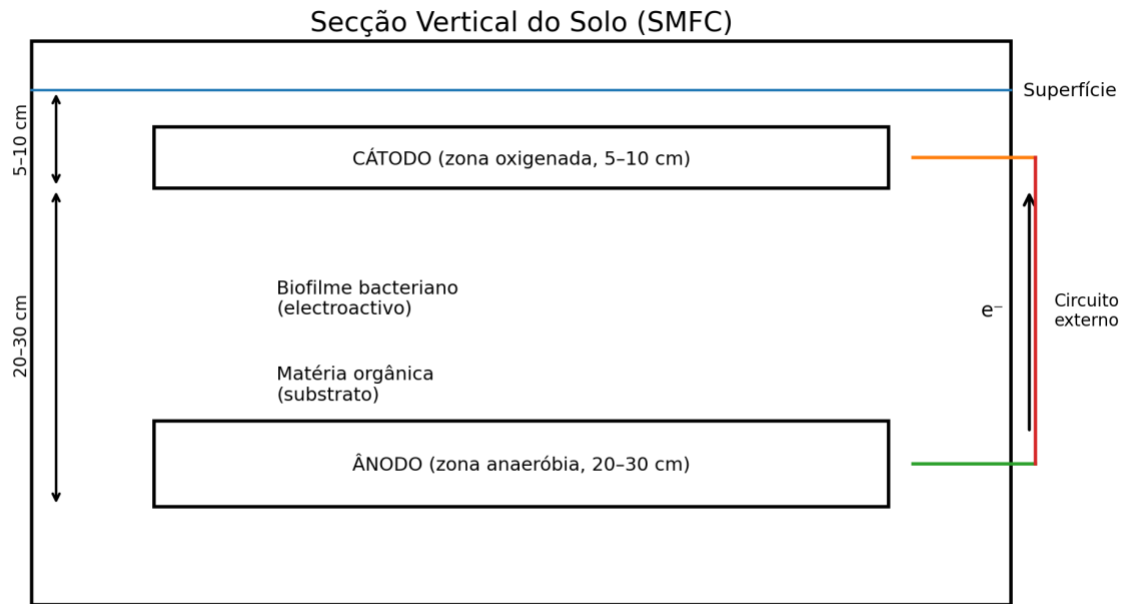 Secção Vertical do Solo (SMFC)
Superfície
5–10 cm
CÁTODO (zona oxigenada, 5–10 cm)
20–30 cm
Biofilme bacteriano
(electroactivo)
e⁻
Circuito
externo
Matéria orgânica
(substrato)
ÂNODO (zona anaeróbia, 20–30 cm)